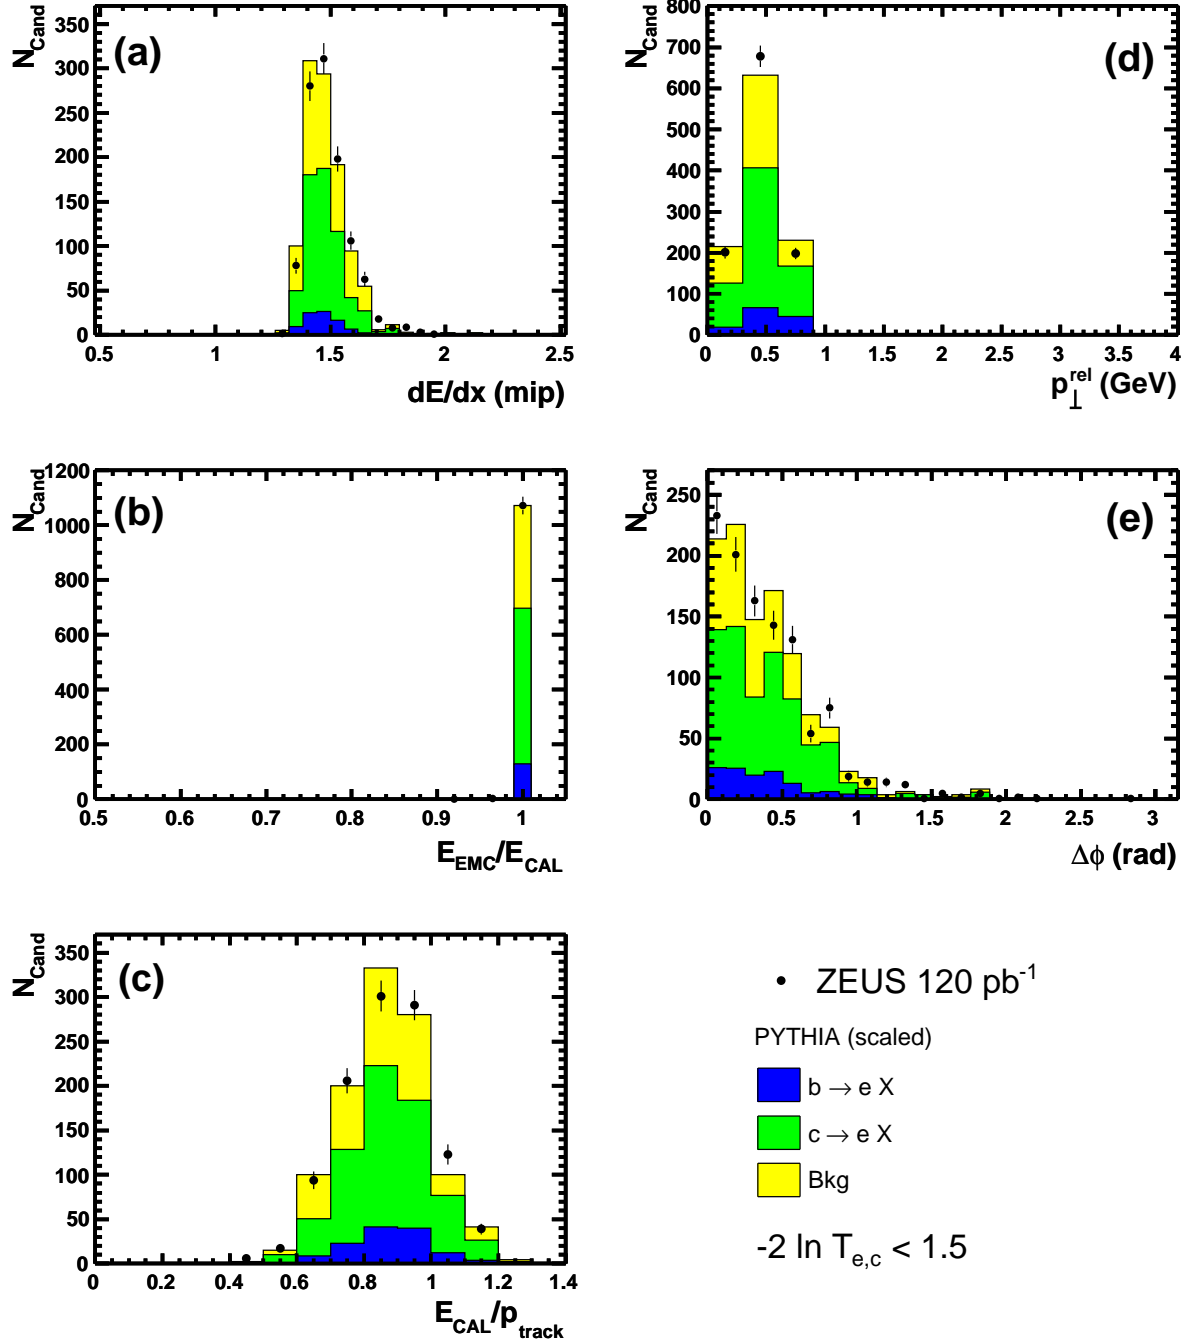 N_Cand
350
300
250
200
150
100
50
0
(a)
0.5 1 1.5 2 2.5
dE/dx (mip)
N_Cand
800
700
600
500
400
300
200
100
0
(d)
0 0.5 1 1.5 2 2.5 3 3.5 4
p⊥^rel (GeV)
N_Cand
1200
1000
800
600
400
200
0
(b)
0.5 0.6 0.7 0.8 0.9 1
E_EMC/E_CAL
N_Cand
250
200
150
100
50
0
(e)
0 0.5 1 1.5 2 2.5 3
Δϕ (rad)
N_Cand
350
300
250
200
150
100
50
0
(c)
0 0.2 0.4 0.6 0.8 1 1.2 1.4
E_CAL/p_track
ZEUS 120 pb^-1
PYTHIA (scaled)
b → e X
c → e X
Bkg
-2 ln T_e,c < 1.5